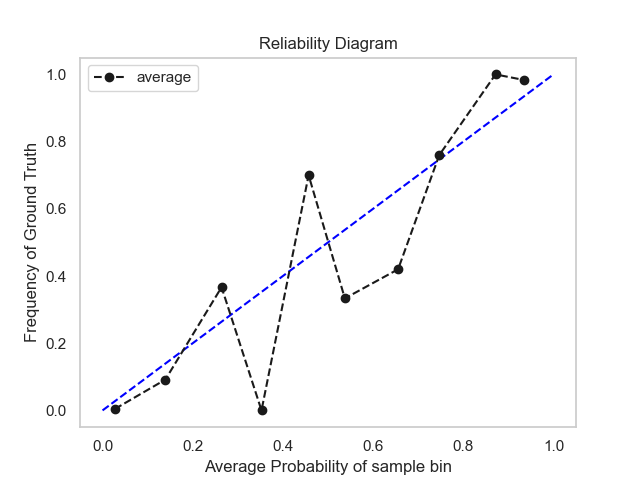 Reliability Diagram
average
Frequency of Ground Truth
1.0
0.8
0.6
0.4
0.2
0.0
0.0 0.2 0.4 0.6 0.8 1.0
Average Probability of sample bin